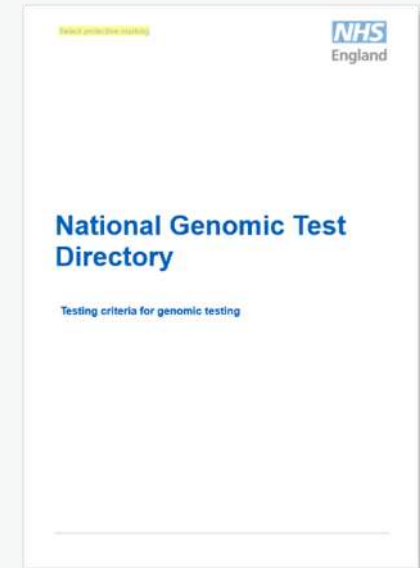 Select protective marking
NHS
England
National Genomic Test
Directory
Testing criteria for genomic testing